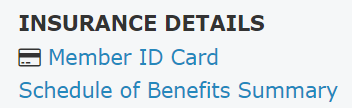 INSURANCE DETAILS
Member ID Card
Schedule of Benefits Summary